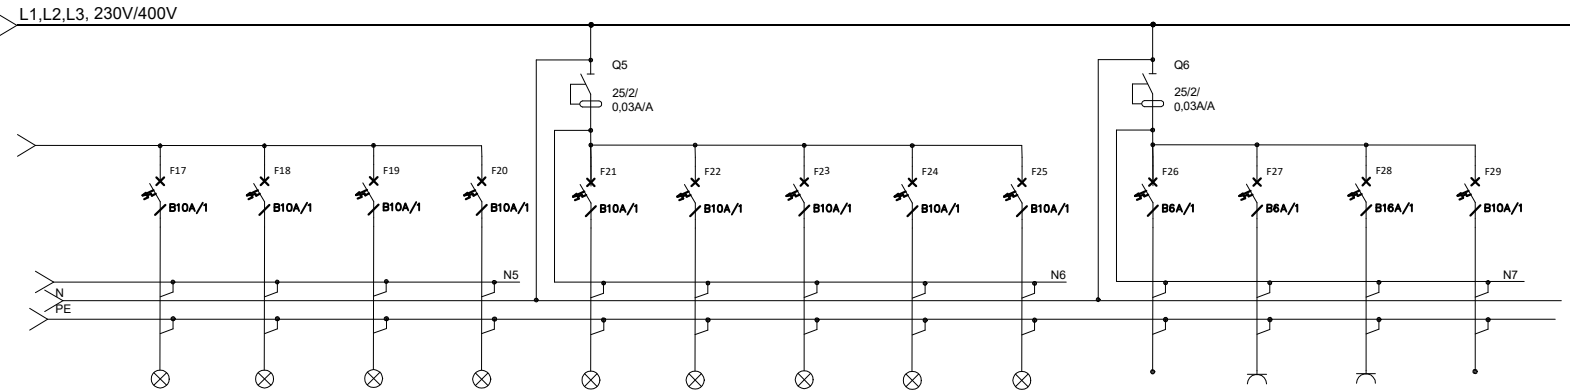 L1,L2,L3, 230V/400V
Q5
25/2/
0,03A/A
Q6
25/2/
0,03A/A
F17
B10A/1
F18
B10A/1
F19
B10A/1
F20
B10A/1
F21
B10A/1
F22
B10A/1
F23
B10A/1
F24
B10A/1
F25
B10A/1
F26
B6A/1
F27
B6A/1
F28
B16A/1
F29
B10A/1
N5
N6
N7
N
PE